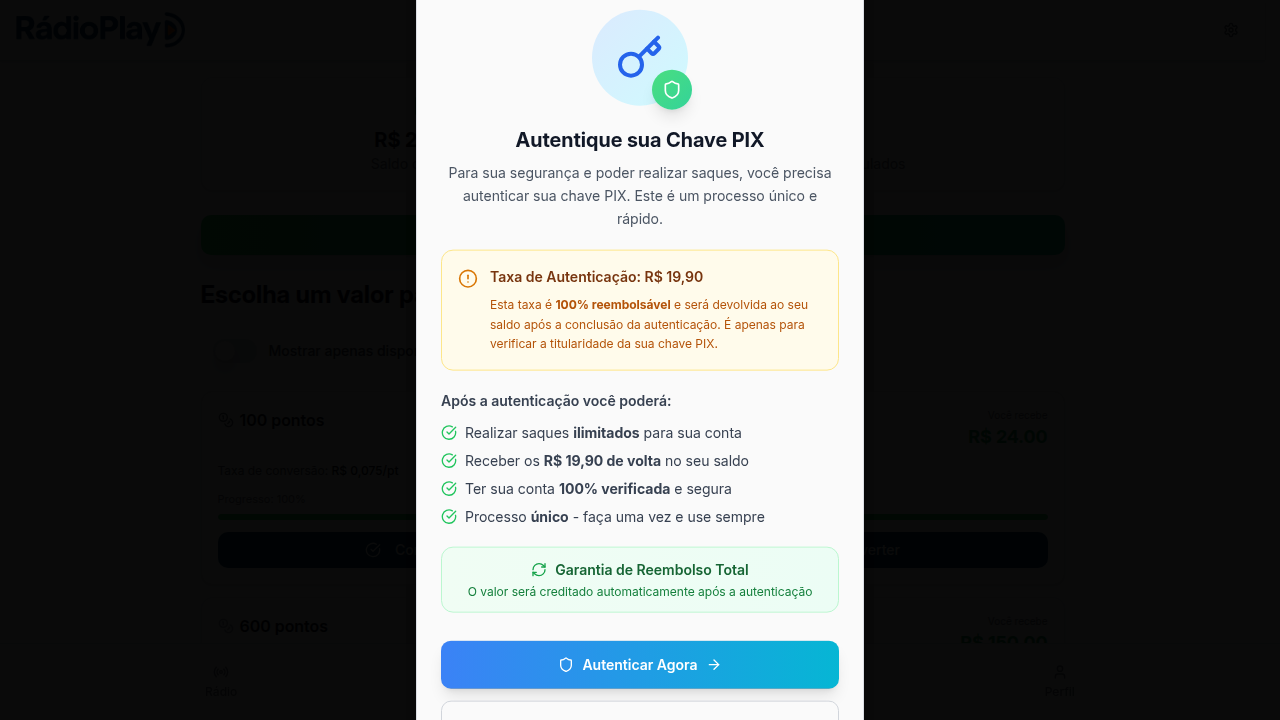 RádioPlay
R$ 2
Autentique sua Chave PIX
Para sua segurança e poder realizar saques, você precisa
autenticar sua chave PIX. Este é um processo único e
rápido.
Taxa de Autenticação: R$ 19,90
Esta taxa é 100% reembolsável e será devolvida ao seu
saldo após a conclusão da autenticação. É apenas para
verificar a titularidade da sua chave PIX.
Escolha um valor p
Mostrar apenas dispo
Após a autenticação você poderá:
100 pontos
R$ 24.00
Realizar saques ilimitados para sua conta
Receber os R$ 19,90 de volta no seu saldo
Taxa de conversão: R$ 0,075/pt
Ter sua conta 100% verificada e segura
Processo único - faça uma vez e use sempre
Garantia de Reembolso Total
O valor será creditado automaticamente após a autenticação
600 pontos
R$ 150.00
Autenticar Agora
Rádio
Perfil